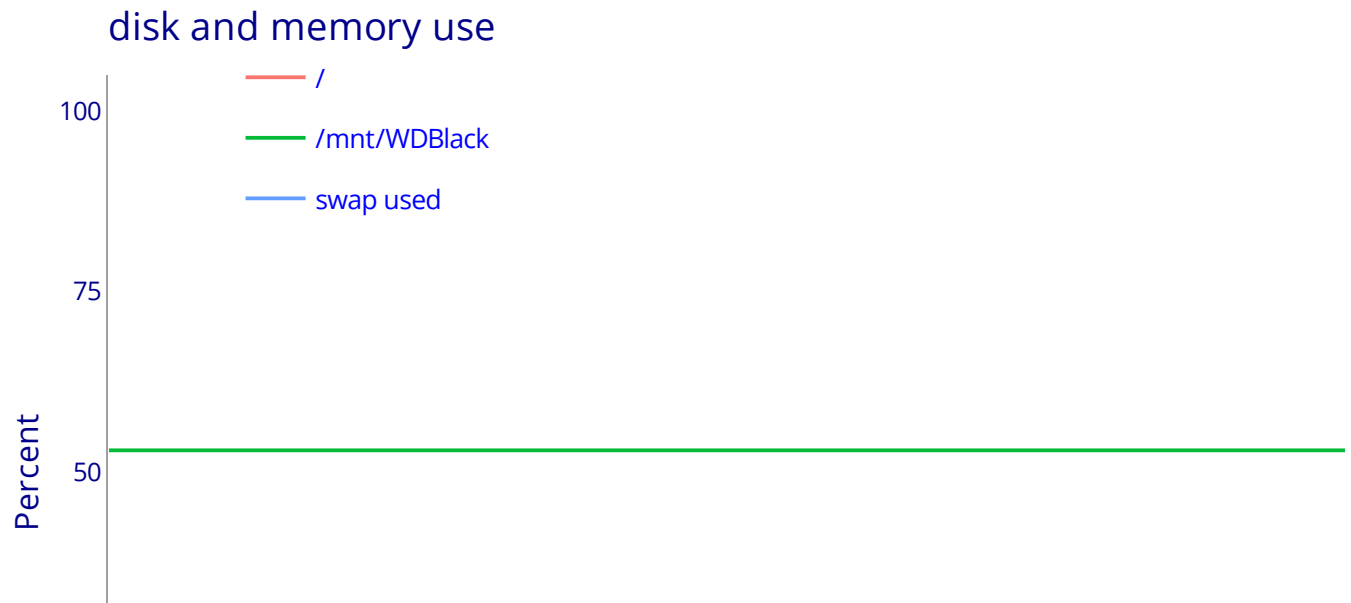 disk and memory use
/
/mnt/WDBlack
swap used
100
75
50
Percent